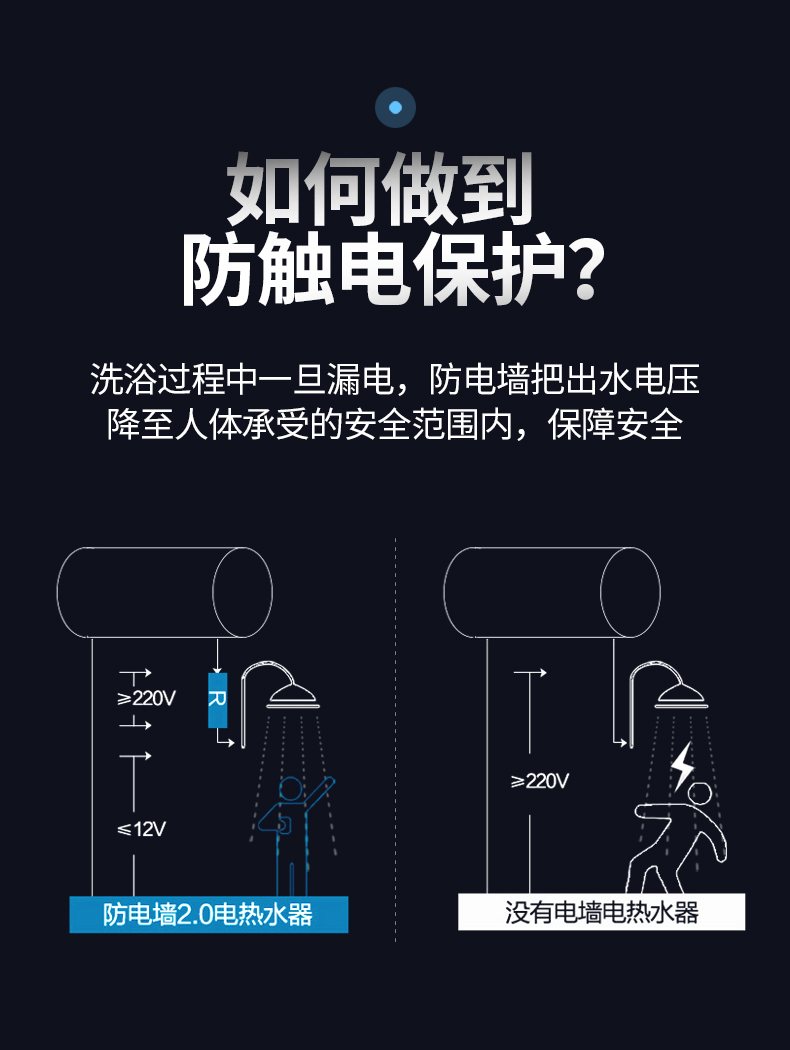 如何做到
防触电保护？
洗浴过程中一旦漏电，防电墙把出水电压
降至人体承受的安全范围内，保障安全
≥220V
R
≤12V
防电墙2.0电热水器
≥220V
没有电墙电热水器